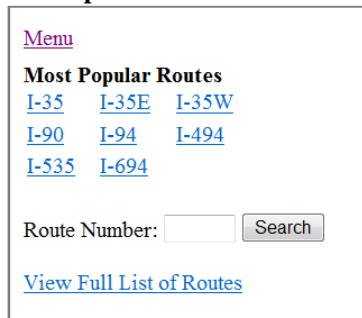 Menu
Most Popular Routes
I-35 I-35E I-35W
I-90 I-94 I-494
I-535 I-694
Route Number: Search
View Full List of Routes